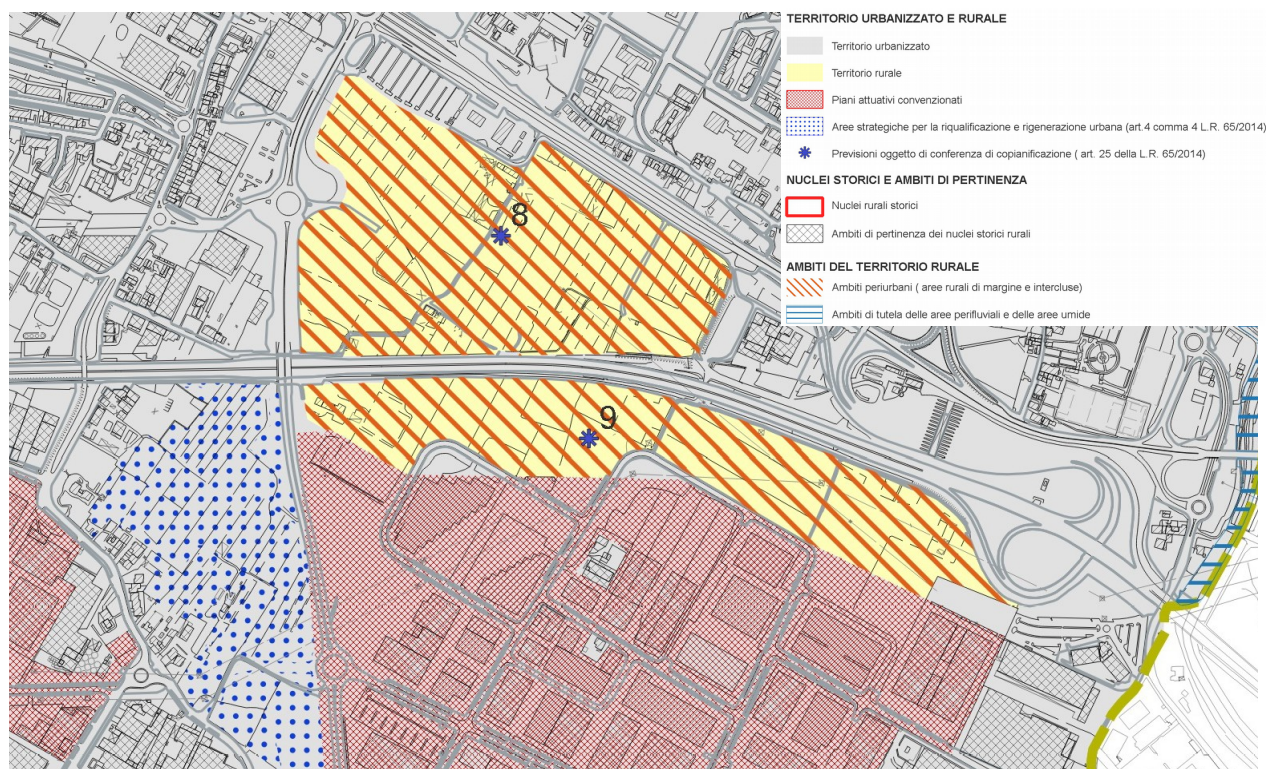 TERRITORIO URBANIZZATO E RURALE
Territorio urbanizzato
Territorio rurale
Piani attuativi convenzionati
Aree strategiche per la riqualificazione e rigenerazione urbana (art.4 comma 4 L.R. 65/2014)
Previsioni oggetto di conferenza di copianificazione ( art. 25 della L.R. 65/2014)
NUCLEI STORICI E AMBITI DI PERTINENZA
Nuclei rurali storici
Ambiti di pertinenza dei nuclei storici rurali
AMBITI DEL TERRITORIO RURALE
Ambiti periurbani ( aree rurali di margine e intercluse)
Ambiti di tutela delle aree perifluviali e delle aree umide
8
9